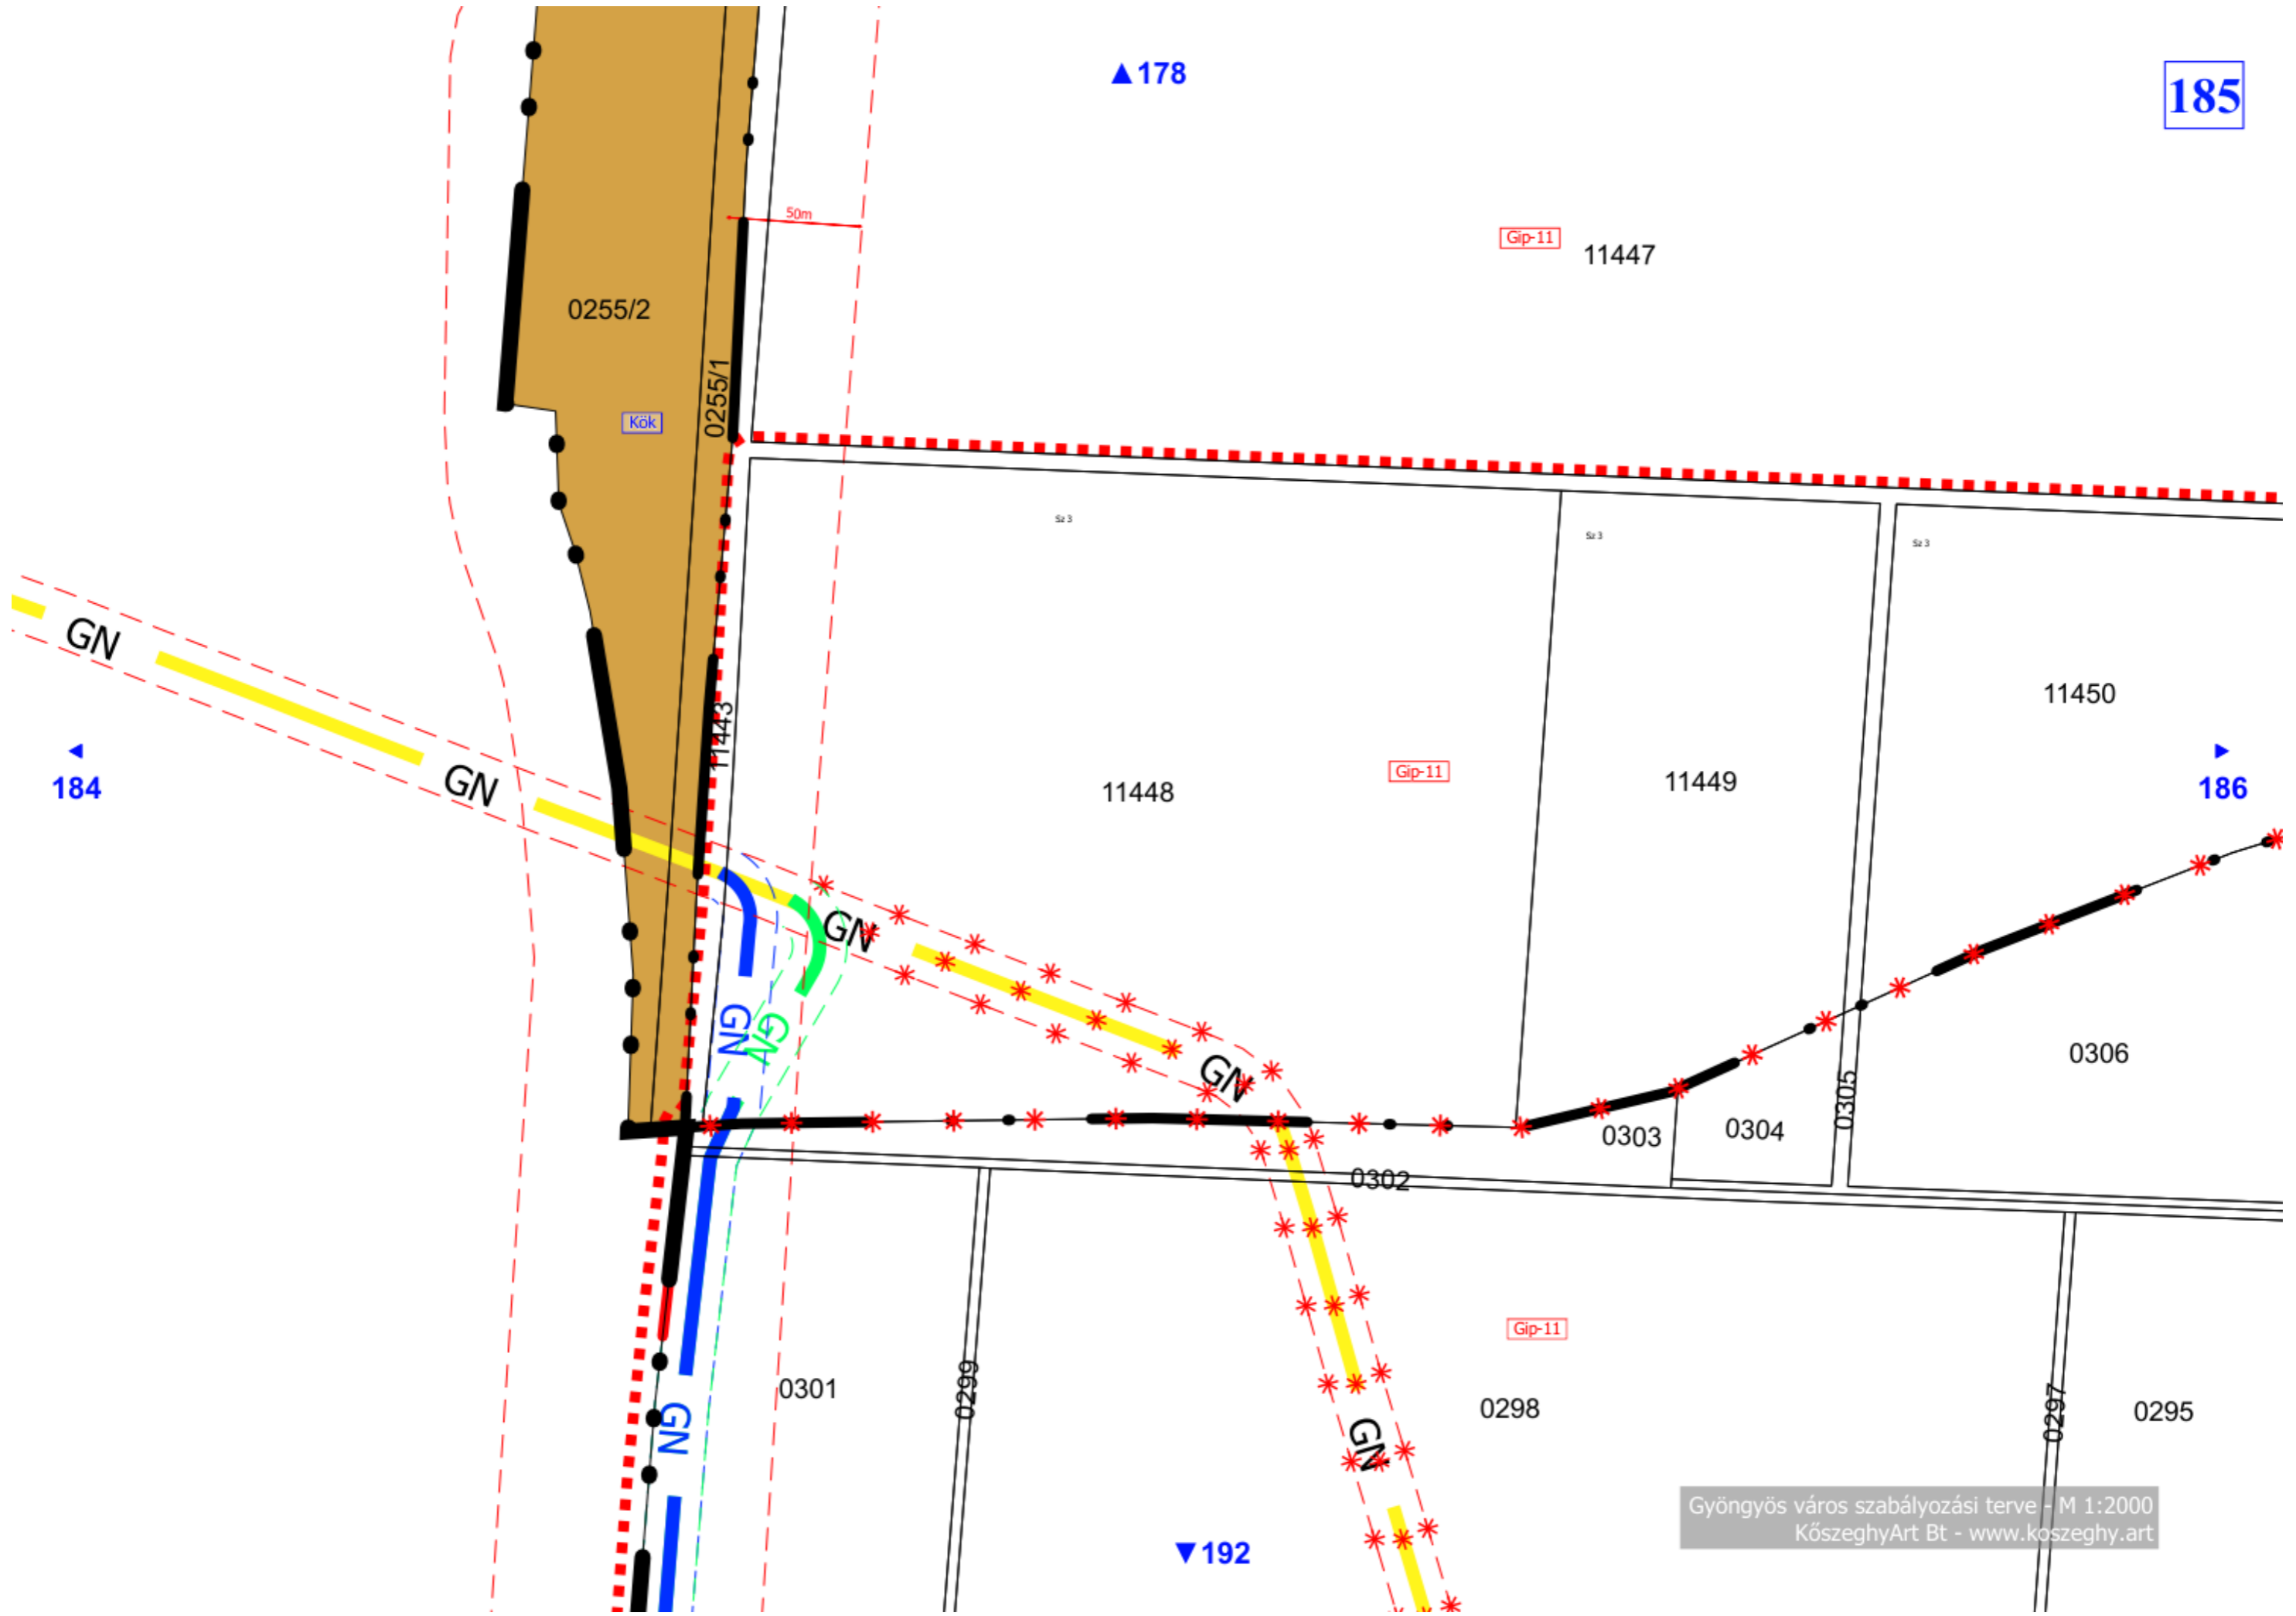 ▲178
185
50m
Gip-11
11447
0255/2
0255/1
Kök
Sz 3
Sz 3
Sz 3
GN
11443
11450
◄
184
GN
11448
Gip-11
11449
►
186
GN
GN
GN
GN
0306
0305
0303
0304
0302
Gip-11
0301
0299
0298
0297
0295
GN
GN
Gyöngyös város szabályozási terve - M 1:2000
KőszeghyArt Bt - www.koszeghy.art
▼192